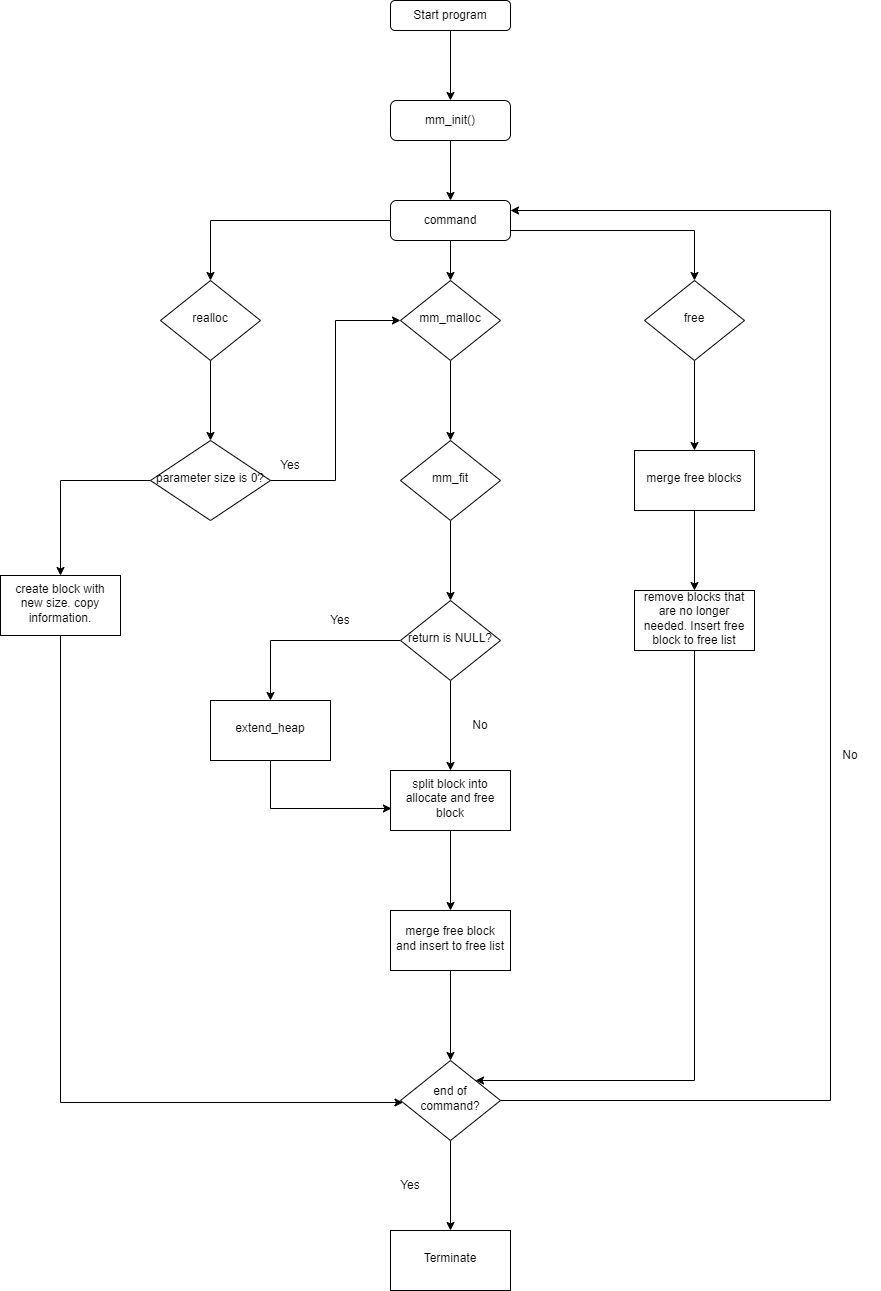 Start program
mm_init()
command
realloc
mm_malloc
free
parameter size is 0?
Yes
mm_fit
merge free blocks
create block with
new size. copy
information.
remove blocks that
are no longer
needed. Insert free
block to free list
Yes
return is NULL?
extend_heap
No
No
split block into
allocate and free
block
merge free block
and insert to free list
end of
command?
Yes
Terminate